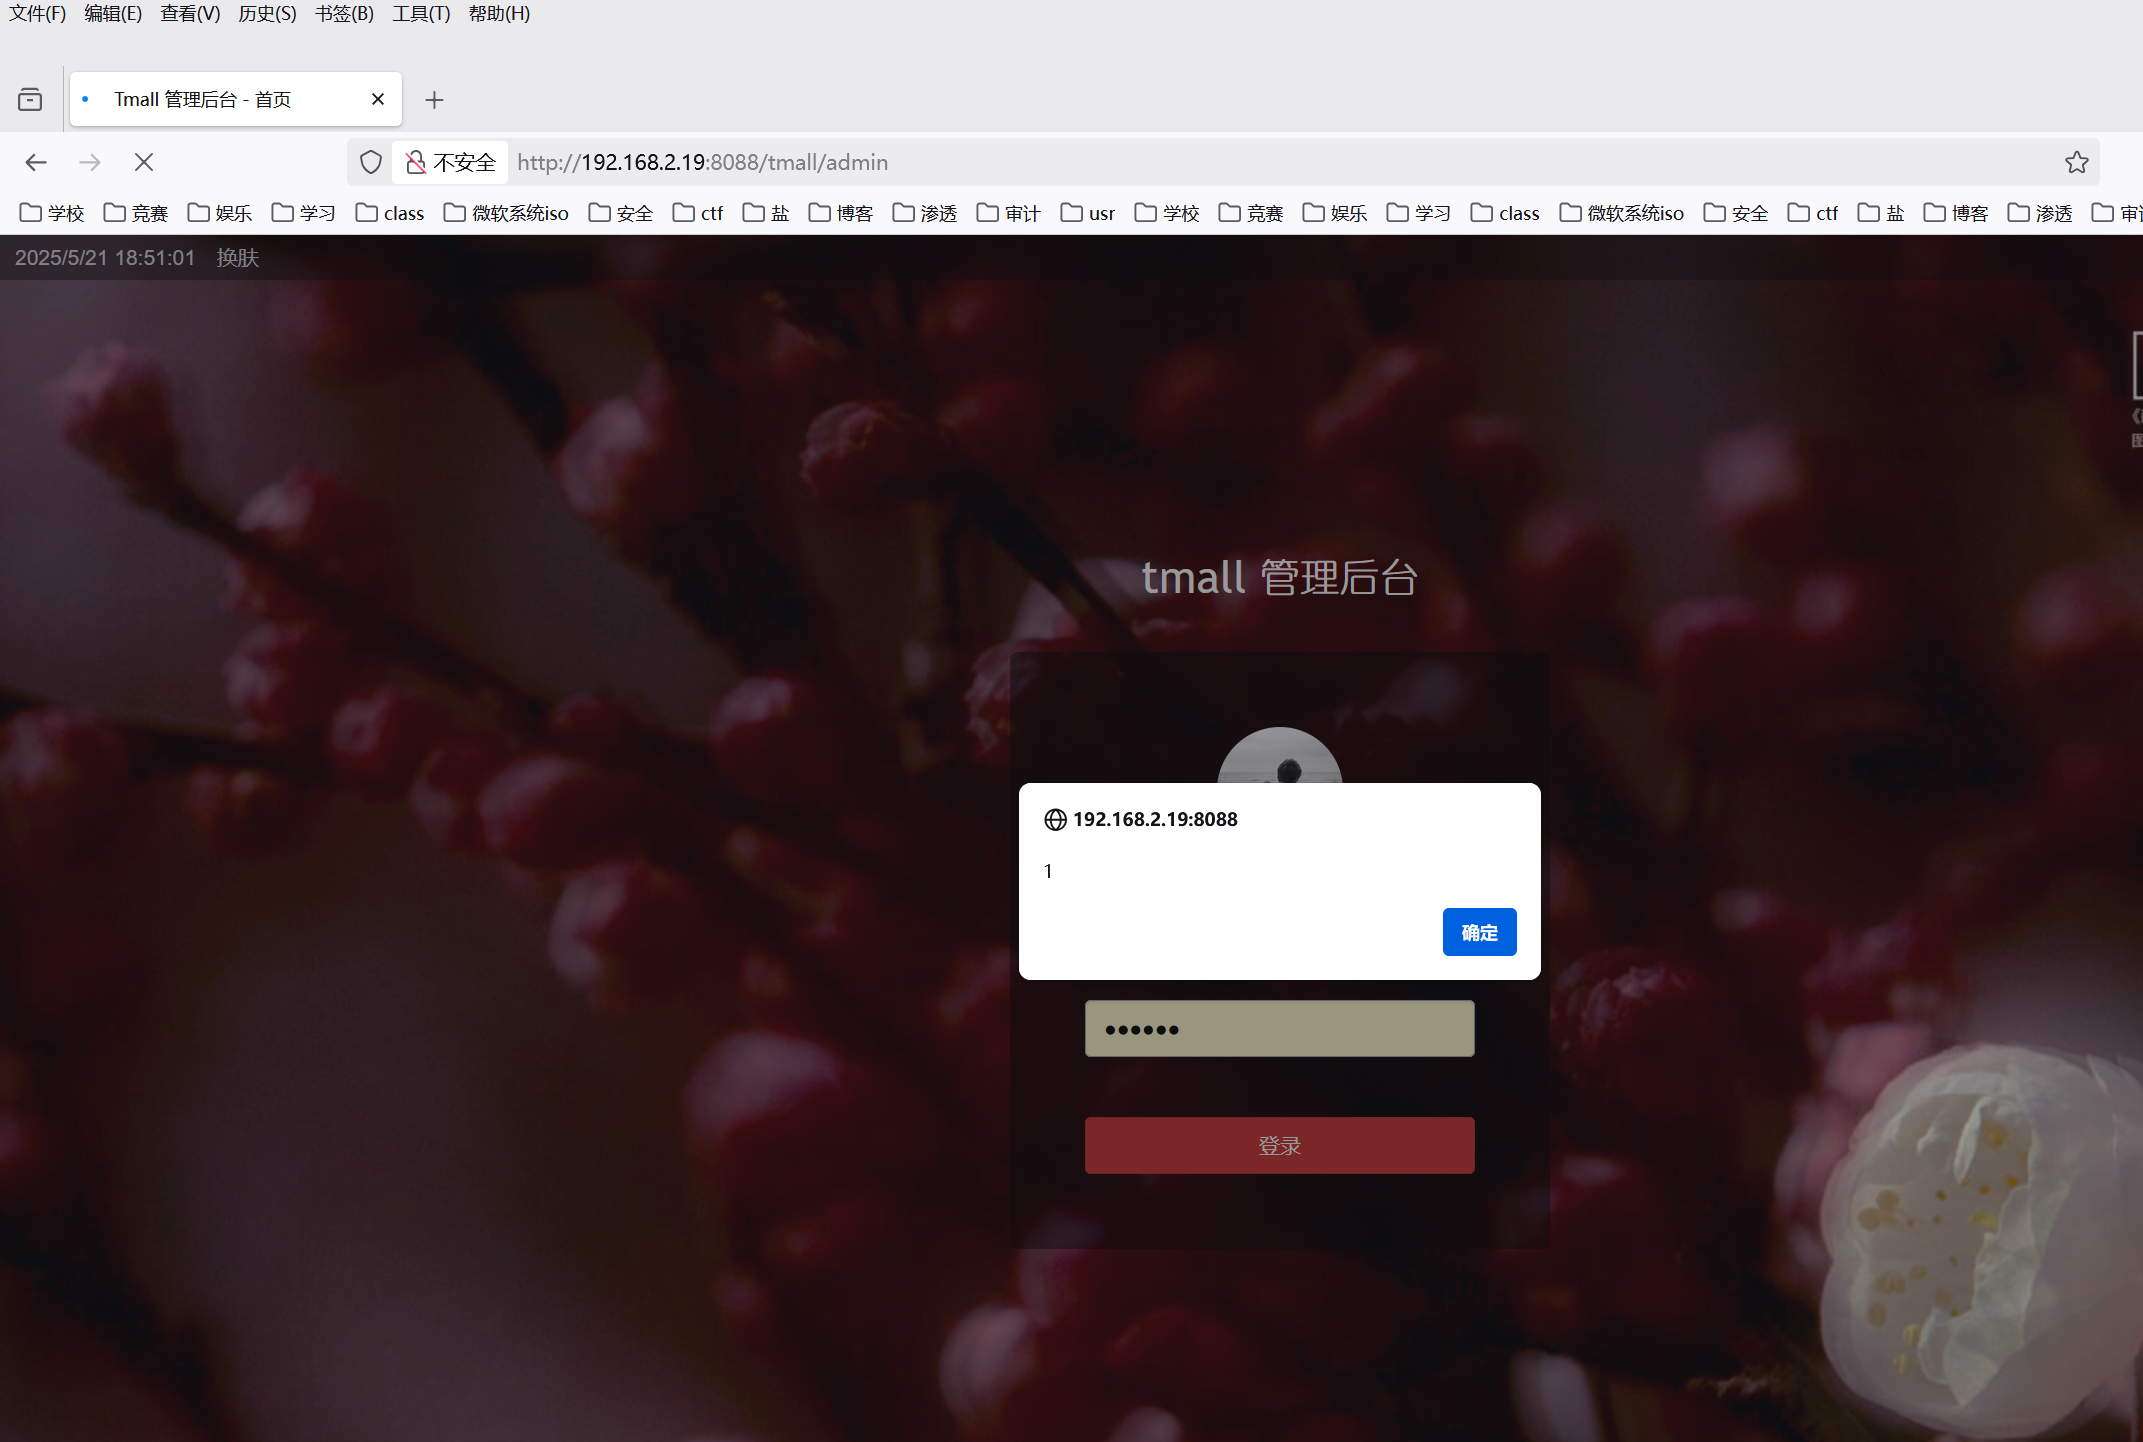 文件(F) 编辑(E) 查看(V) 历史(S) 书签(B) 工具(T) 帮助(H)
Tmall 管理后台 - 首页
不安全 http://192.168.2.19:8088/tmall/admin
学校 竞赛 娱乐 学习 class 微软系统iso 安全 ctf 盐 博客 渗透 审计 usr 学校 竞赛 娱乐 学习 class 微软系统iso 安全 ctf 盐 博客 渗透
2025/5/21 18:51:01 换肤
tmall 管理后台
192.168.2.19:8088
1
确定
登录